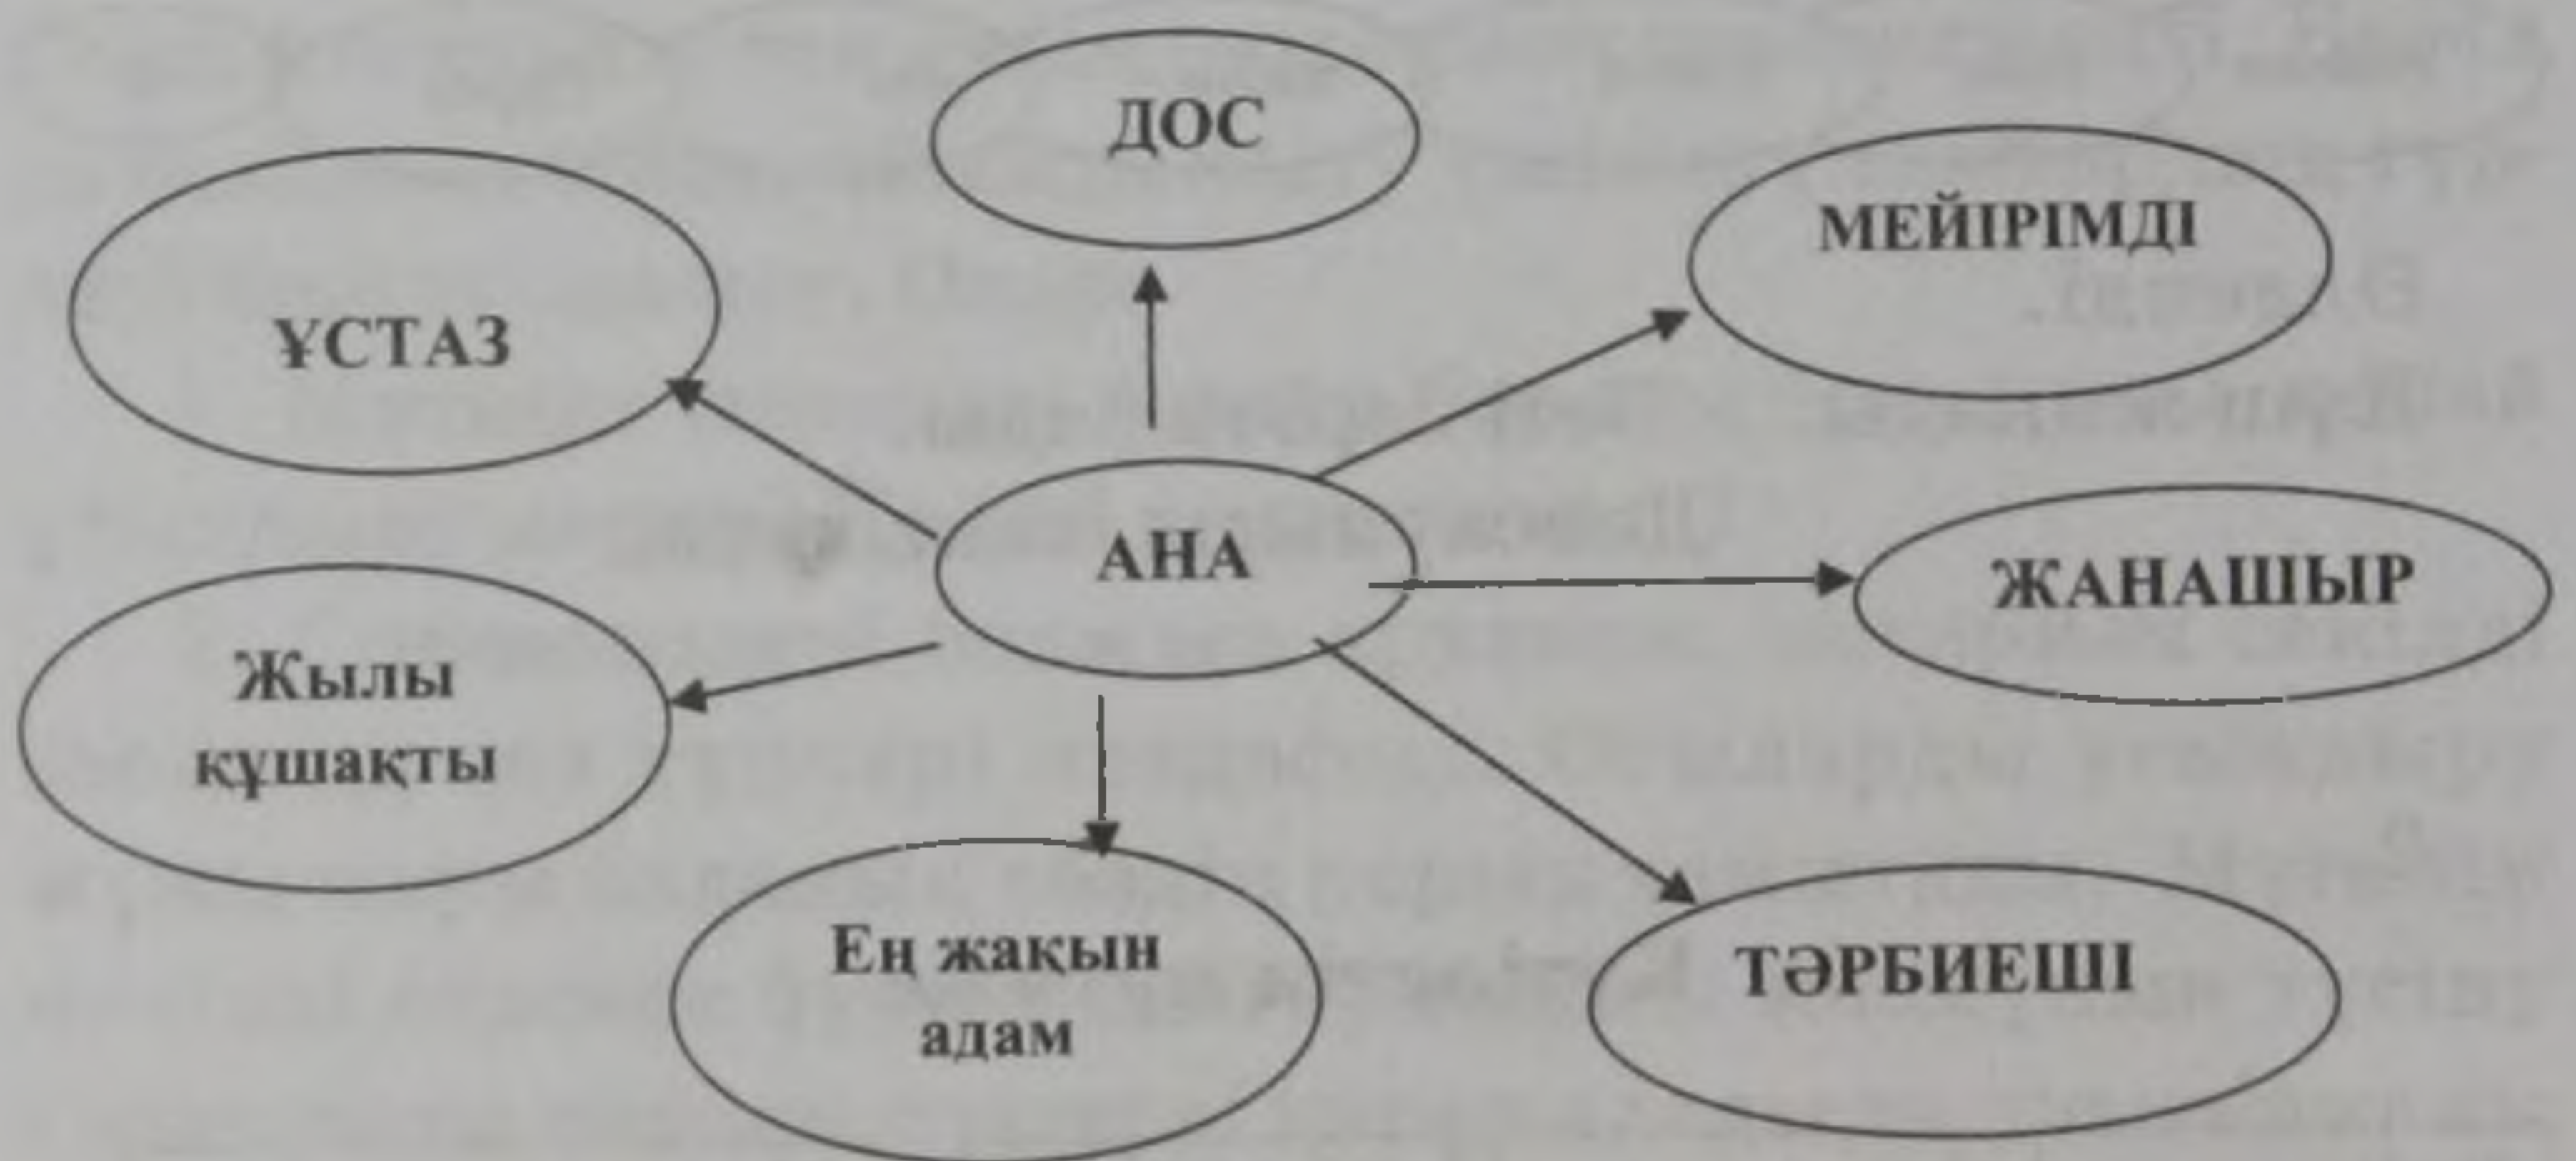 ДОС
МЕЙІРІМДІ
ҰСТАЗ
АНА
ЖАНАШЫР
Жылы
құшақты
Ең жақын
адам
ТӘРБИЕШІ